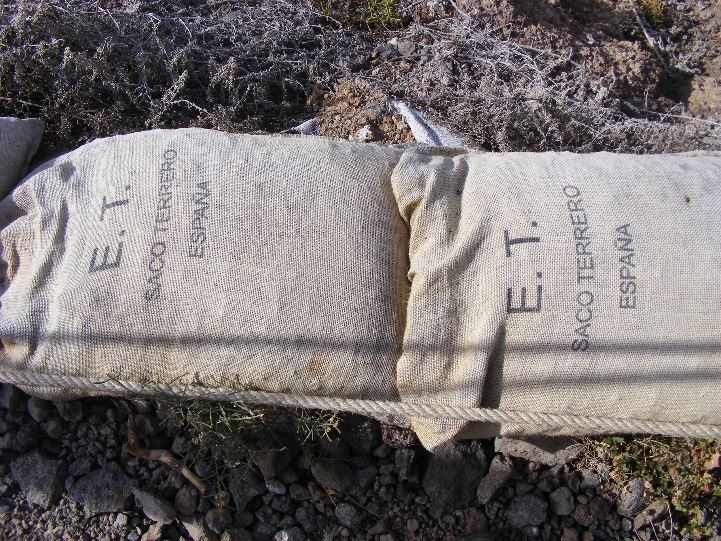 E. T.
SACO TERRERO
ESPAÑA
E. T.
SACO TERRERO
ESPAÑA